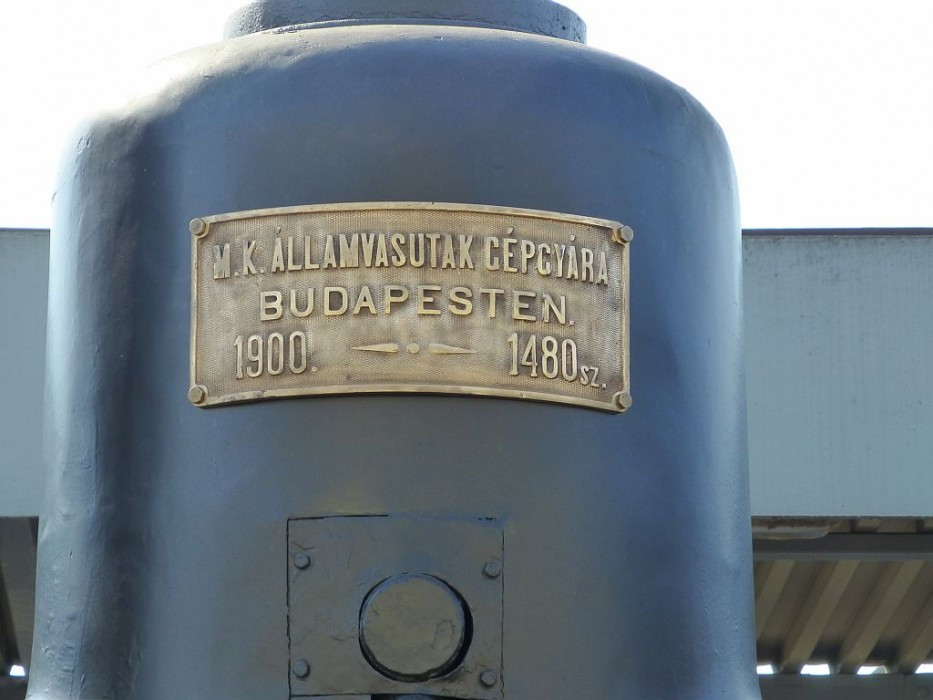 M.K. ÁLLAMVASUTAK GÉPGYÁRA
BUDAPESTEN.
1900. 1480 SZ.